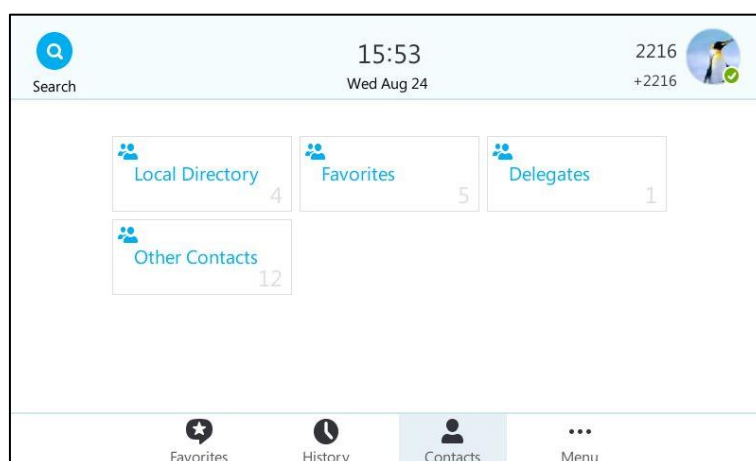 15:53
2216
Search
Wed Aug 24
+2216
Local Directory
4
Favorites
5
Delegates
1
Other Contacts
12
Favorites
History
Contacts
Menu